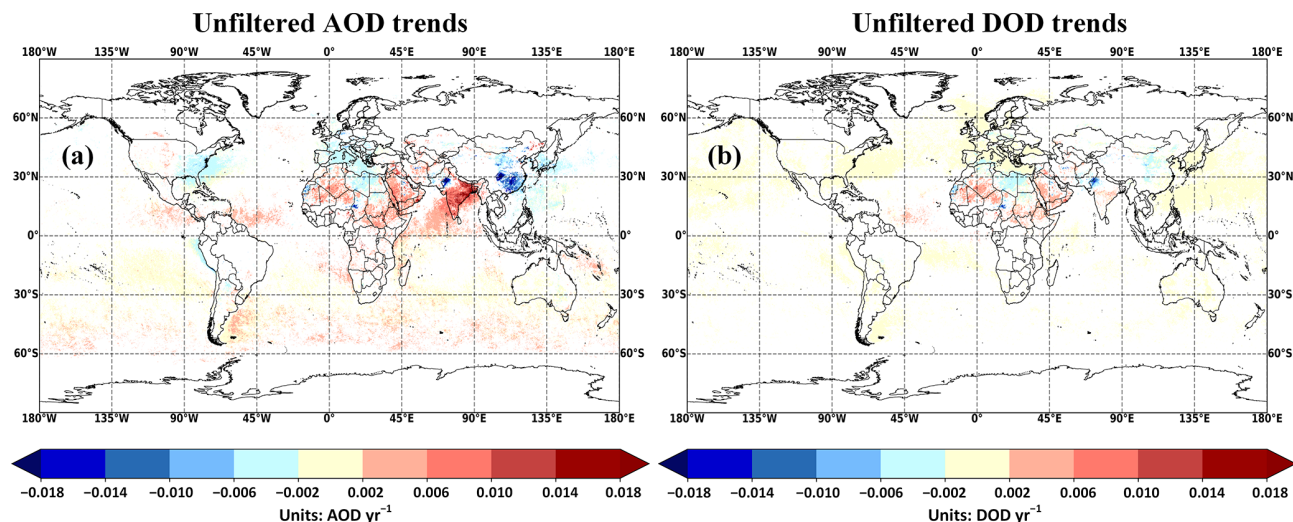 Unfiltered AOD trends
180°W 135°W 90°W 45°W 0° 45°E 90°E 135°E 180°E
60°N 60°N
(a)
30°N 30°N
0° 0°
30°S 30°S
60°S 60°S
180°W 135°W 90°W 45°W 0° 45°E 90°E 135°E 180°E
−0.018 −0.014 −0.010 −0.006 −0.002 0.002 0.006 0.010 0.014 0.018
Units: AOD yr⁻¹
Unfiltered DOD trends
180°W 135°W 90°W 45°W 0° 45°E 90°E 135°E 180°E
60°N 60°N
(b)
30°N 30°N
0° 0°
30°S 30°S
60°S 60°S
180°W 135°W 90°W 45°W 0° 45°E 90°E 135°E 180°E
−0.018 −0.014 −0.010 −0.006 −0.002 0.002 0.006 0.010 0.014 0.018
Units: DOD yr⁻¹